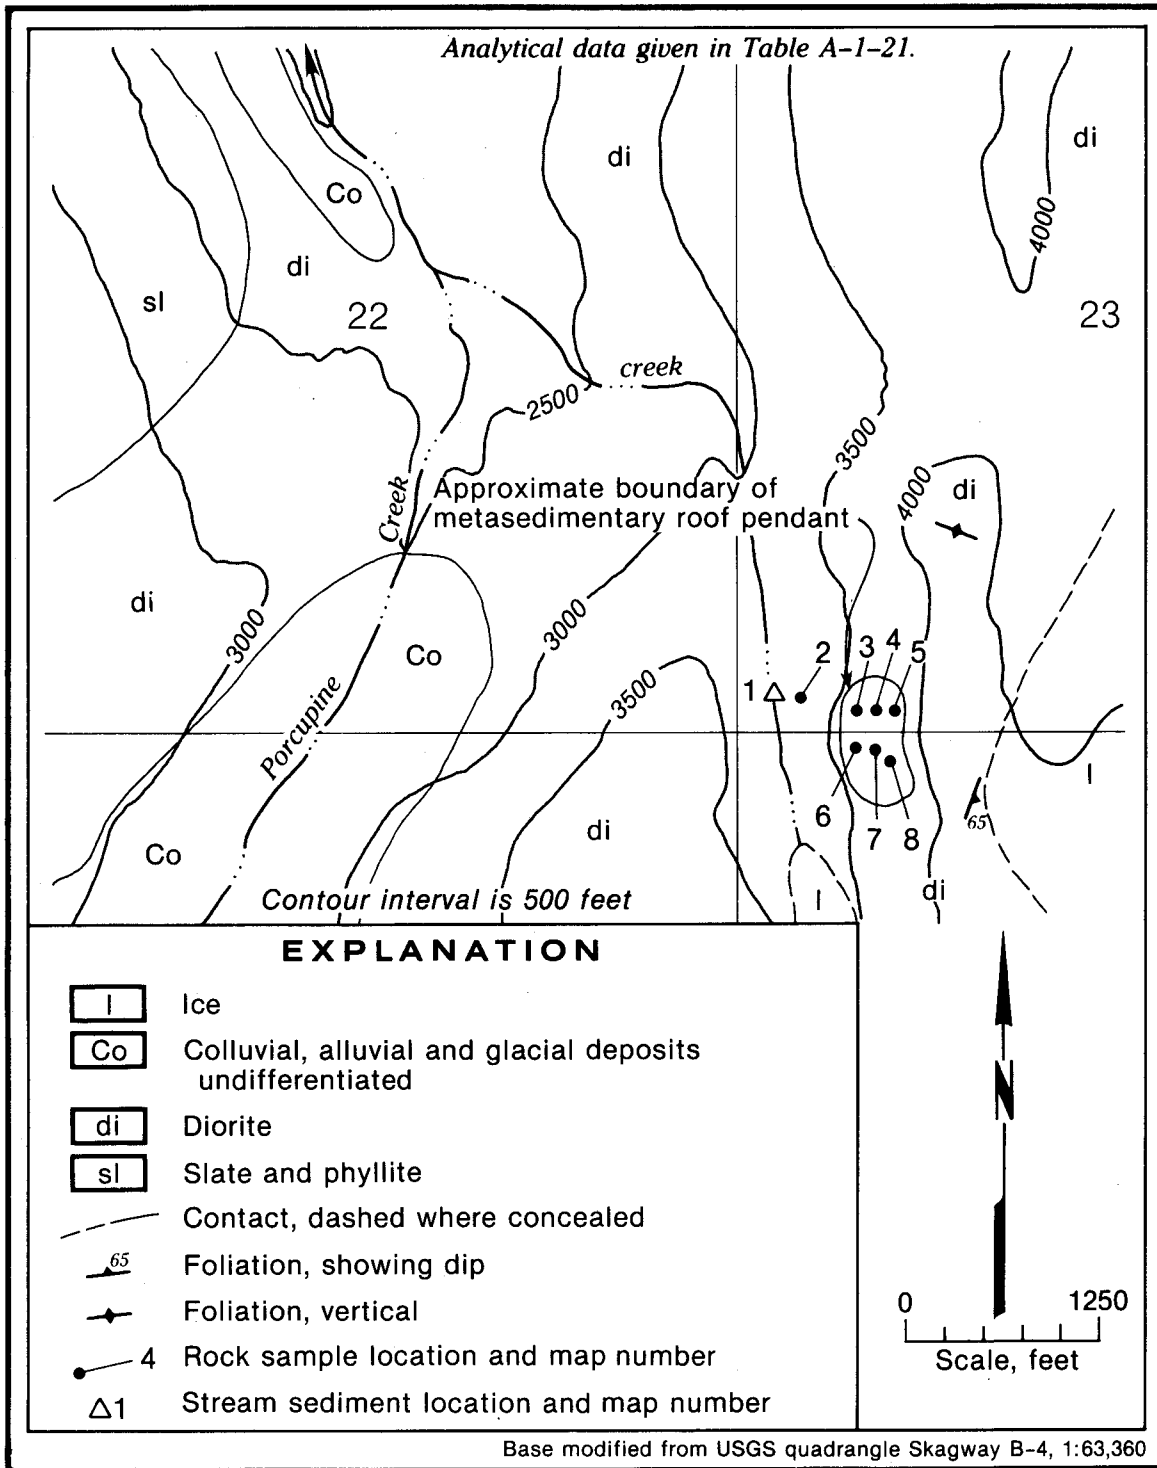 Analytical data given in Table A-1-21.
di
di
Co
4000
di
sl
22
23
creek
2500
3500
Creek
Approximate boundary of
metasedimentary roof pendant
4000
di
di
3000
3000
Co
2
3
4
5
1
3500
Porcupine
I
6
7
8
65
di
Co
di
I
Contour interval is 500 feet
EXPLANATION
I Ice
Co Colluvial, alluvial and glacial deposits
undifferentiated
di Diorite
sl Slate and phyllite
Contact, dashed where concealed
65 Foliation, showing dip
Foliation, vertical
4 Rock sample location and map number
1 Stream sediment location and map number
N
0 1250
Scale, feet
Base modified from USGS quadrangle Skagway B-4, 1:63,360